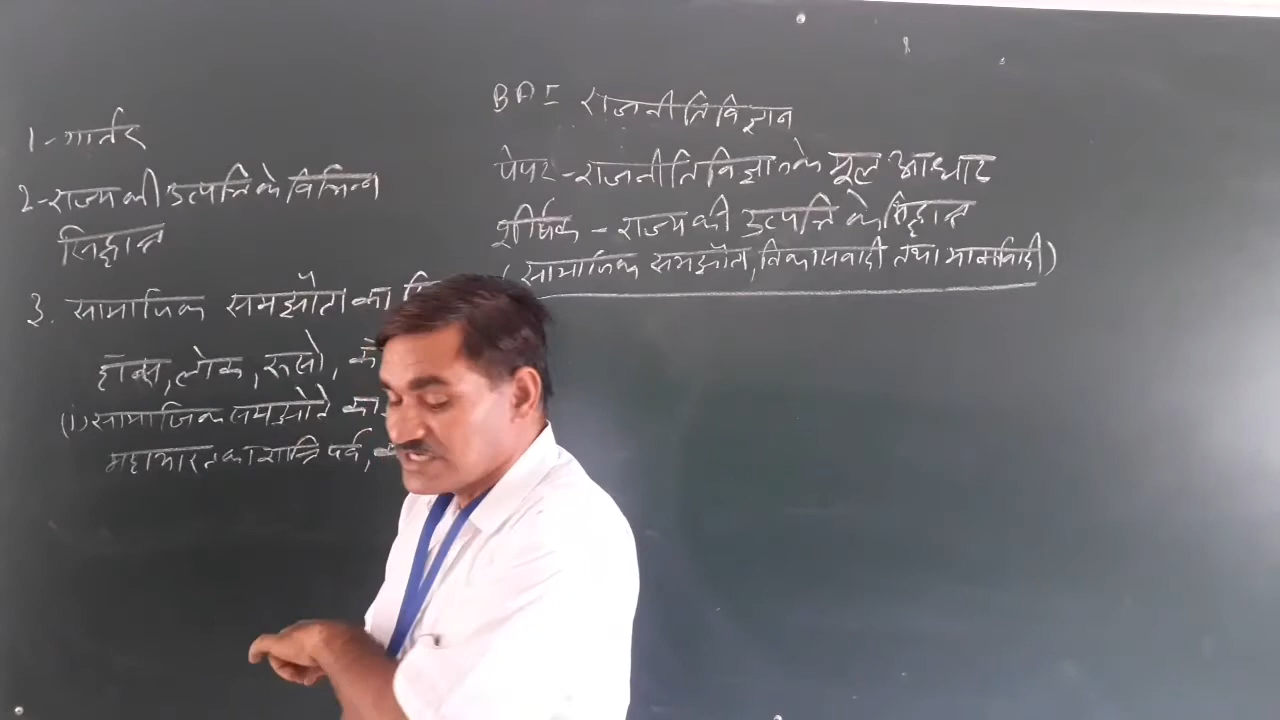 BA I राजनीति विज्ञान
पेपर - राजनीति विज्ञान के मूल आधार
शीर्षक - राज्य की उत्पत्ति के सिद्धान्त
( सामाजिक समझौता, विकासवादी तथा मार्क्सवादी )
1 - गार्नर
2 - राज्य की उत्पत्ति के विभिन्न
सिद्धान्त
3. सामाजिक समझौता का
हॉब्स, लॉक, रूसो,
(i) सामाजिक समझौते का
महाभारत का शान्ति पर्व,